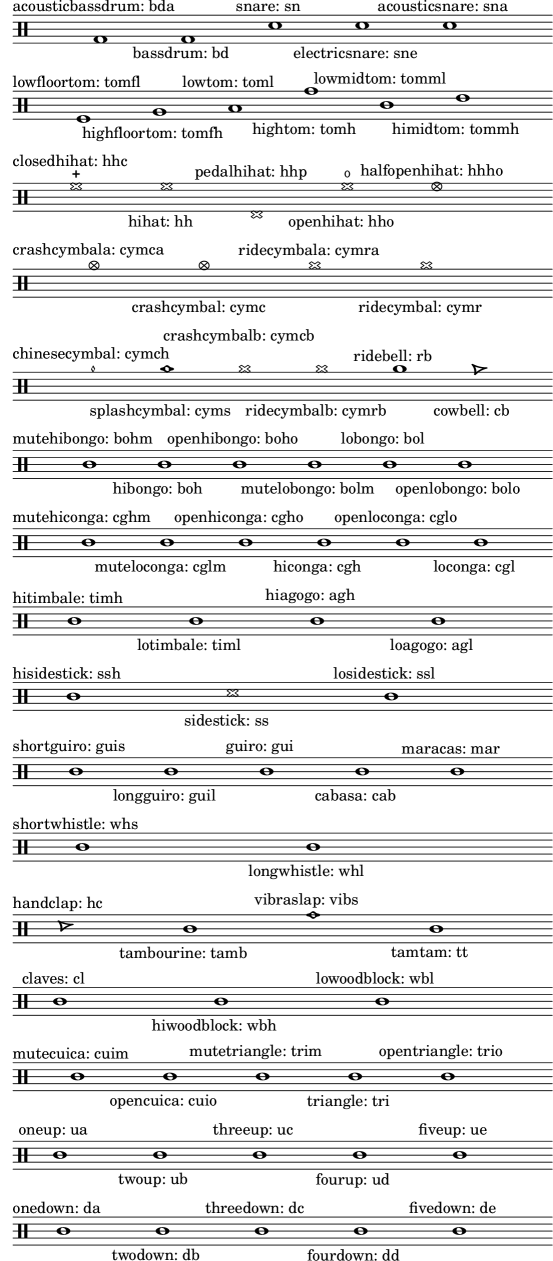 acousticbassdrum: bda snare: sn acousticsnare: sna
bassdrum: bd electricsnare: sne
lowfloortom: tomfl lowtom: toml lowmidtom: tomml
highfloortom: tomfh hightom: tomh himidtom: tommh
closedhihat: hhc pedalhihat: hhp halfopenhihat: hhho
hihat: hh openhihat: hho
crashcymbala: cymca ridecymbala: cymra
crashcymbal: cymc ridecymbal: cymr
crashcymbalb: cymcb
chinesecymbal: cymch ridebell: rb
splashcymbal: cyms ridecymbalb: cymrb cowbell: cb
mutehibongo: bohm openhibongo: boho lobongo: bol
hibongo: boh mutelobongo: bolm openlobongo: bolo
mutehiconga: cghm openhiconga: cgho openloconga: cglo
muteloconga: cglm hiconga: cgh loconga: cgl
hitimbale: timh hiagogo: agh
lotimbale: timl loagogo: agl
hisidestick: ssh losidestick: ssl
sidestick: ss
shortguiro: guis guiro: gui maracas: mar
longguiro: guil cabasa: cab
shortwhistle: whs
longwhistle: whl
handclap: hc vibraslap: vibs
tambourine: tamb tamtam: tt
claves: cl lowoodblock: wbl
hiwoodblock: wbh
mutecuica: cuim mutetriangle: trim opentriangle: trio
opencuica: cuio triangle: tri
oneup: ua threeup: uc fiveup: ue
twoup: ub fourup: ud
onedown: da threedown: dc fivedown: de
twodown: db fourdown: dd